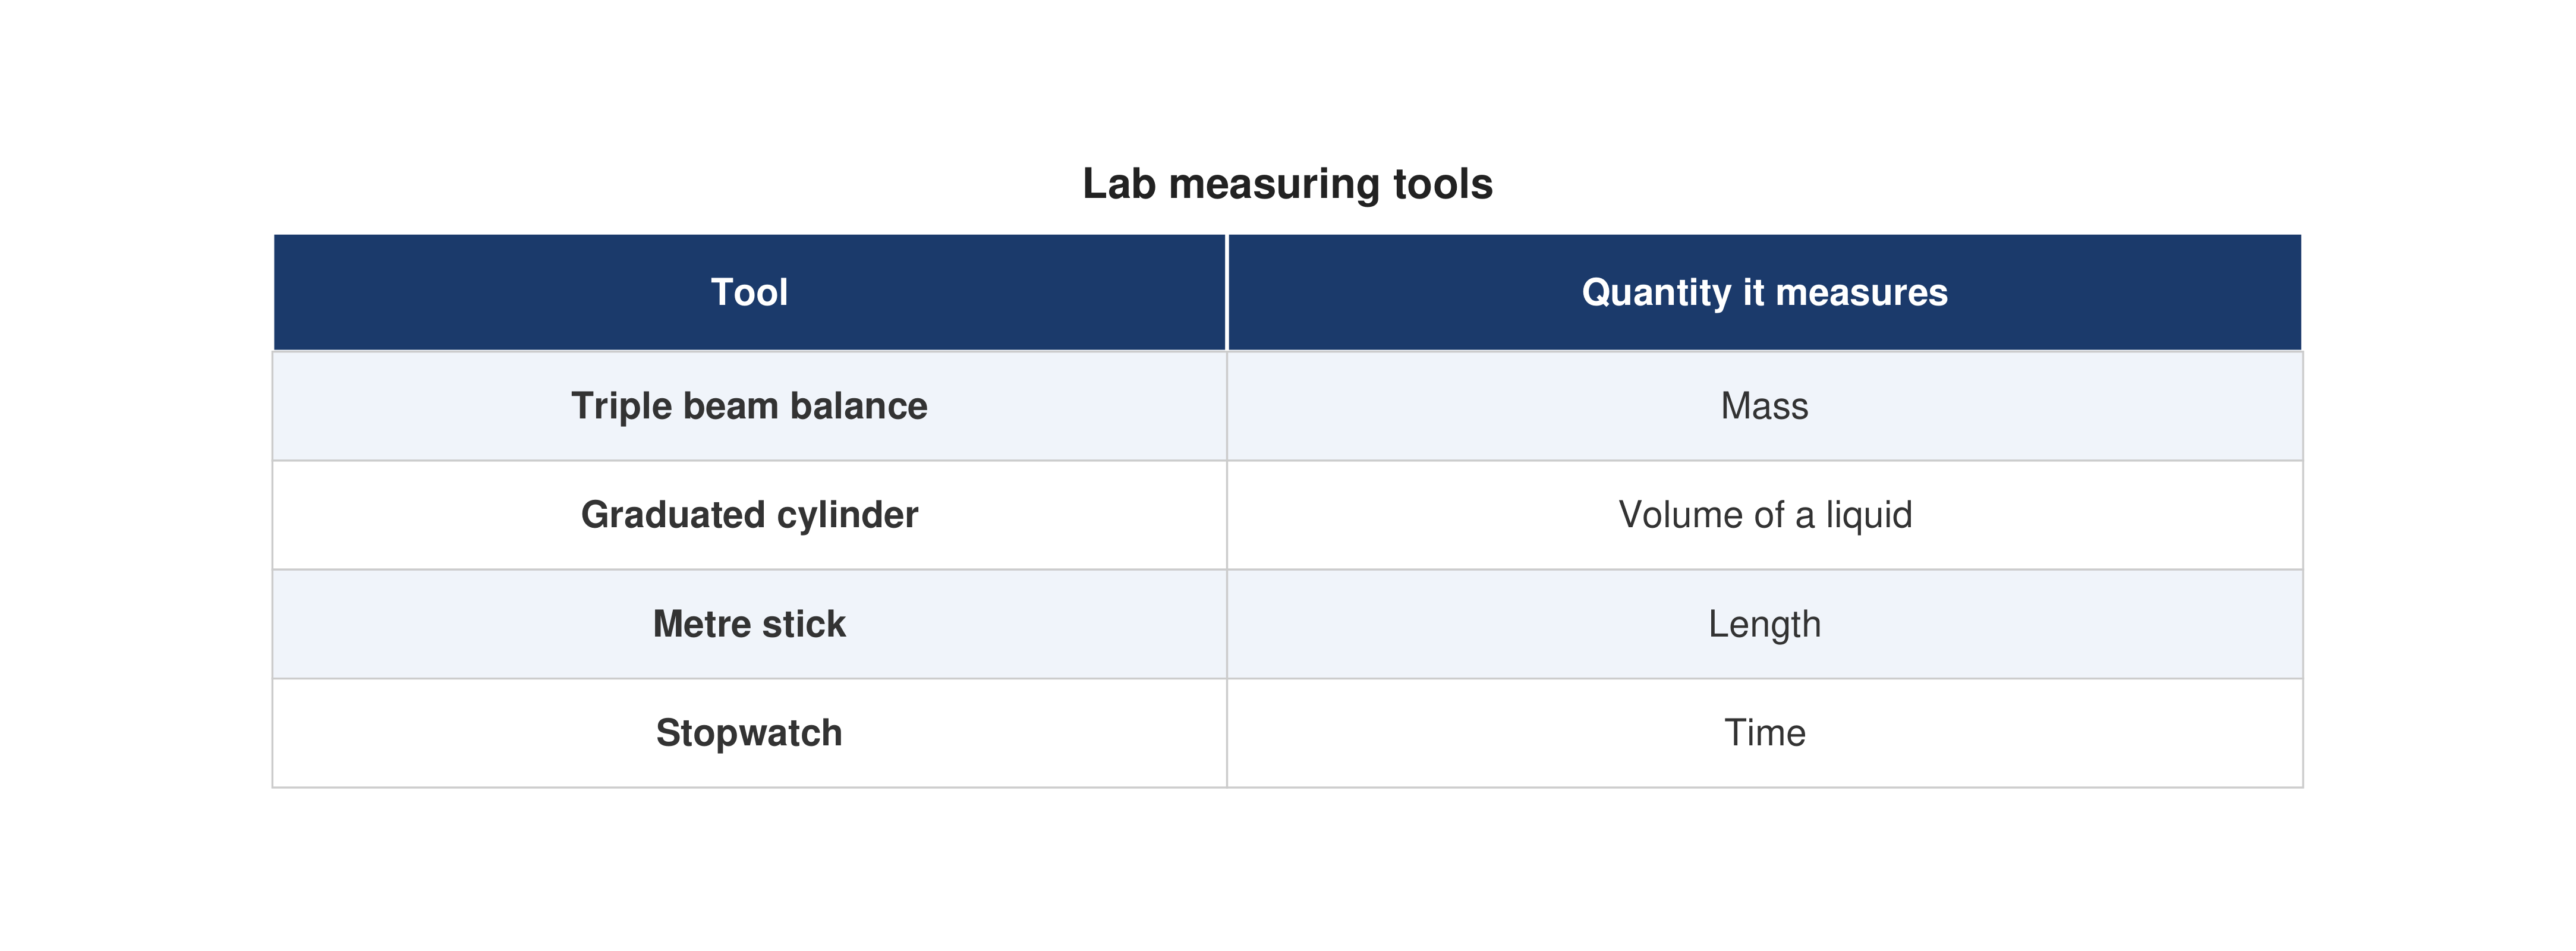 Lab measuring tools
Tool Quantity it measures
Triple beam balance Mass
Graduated cylinder Volume of a liquid
Metre stick Length
Stopwatch Time